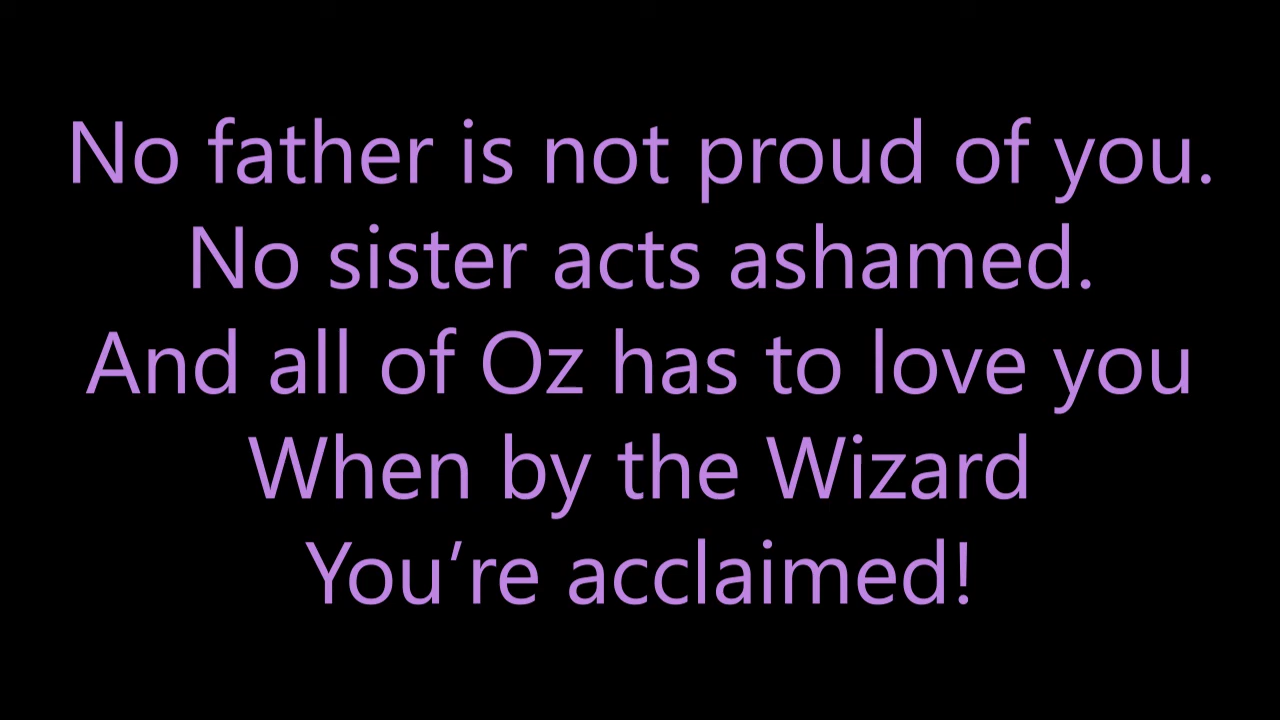 No father is not proud of you.
No sister acts ashamed.
And all of Oz has to love you
When by the Wizard
You’re acclaimed!